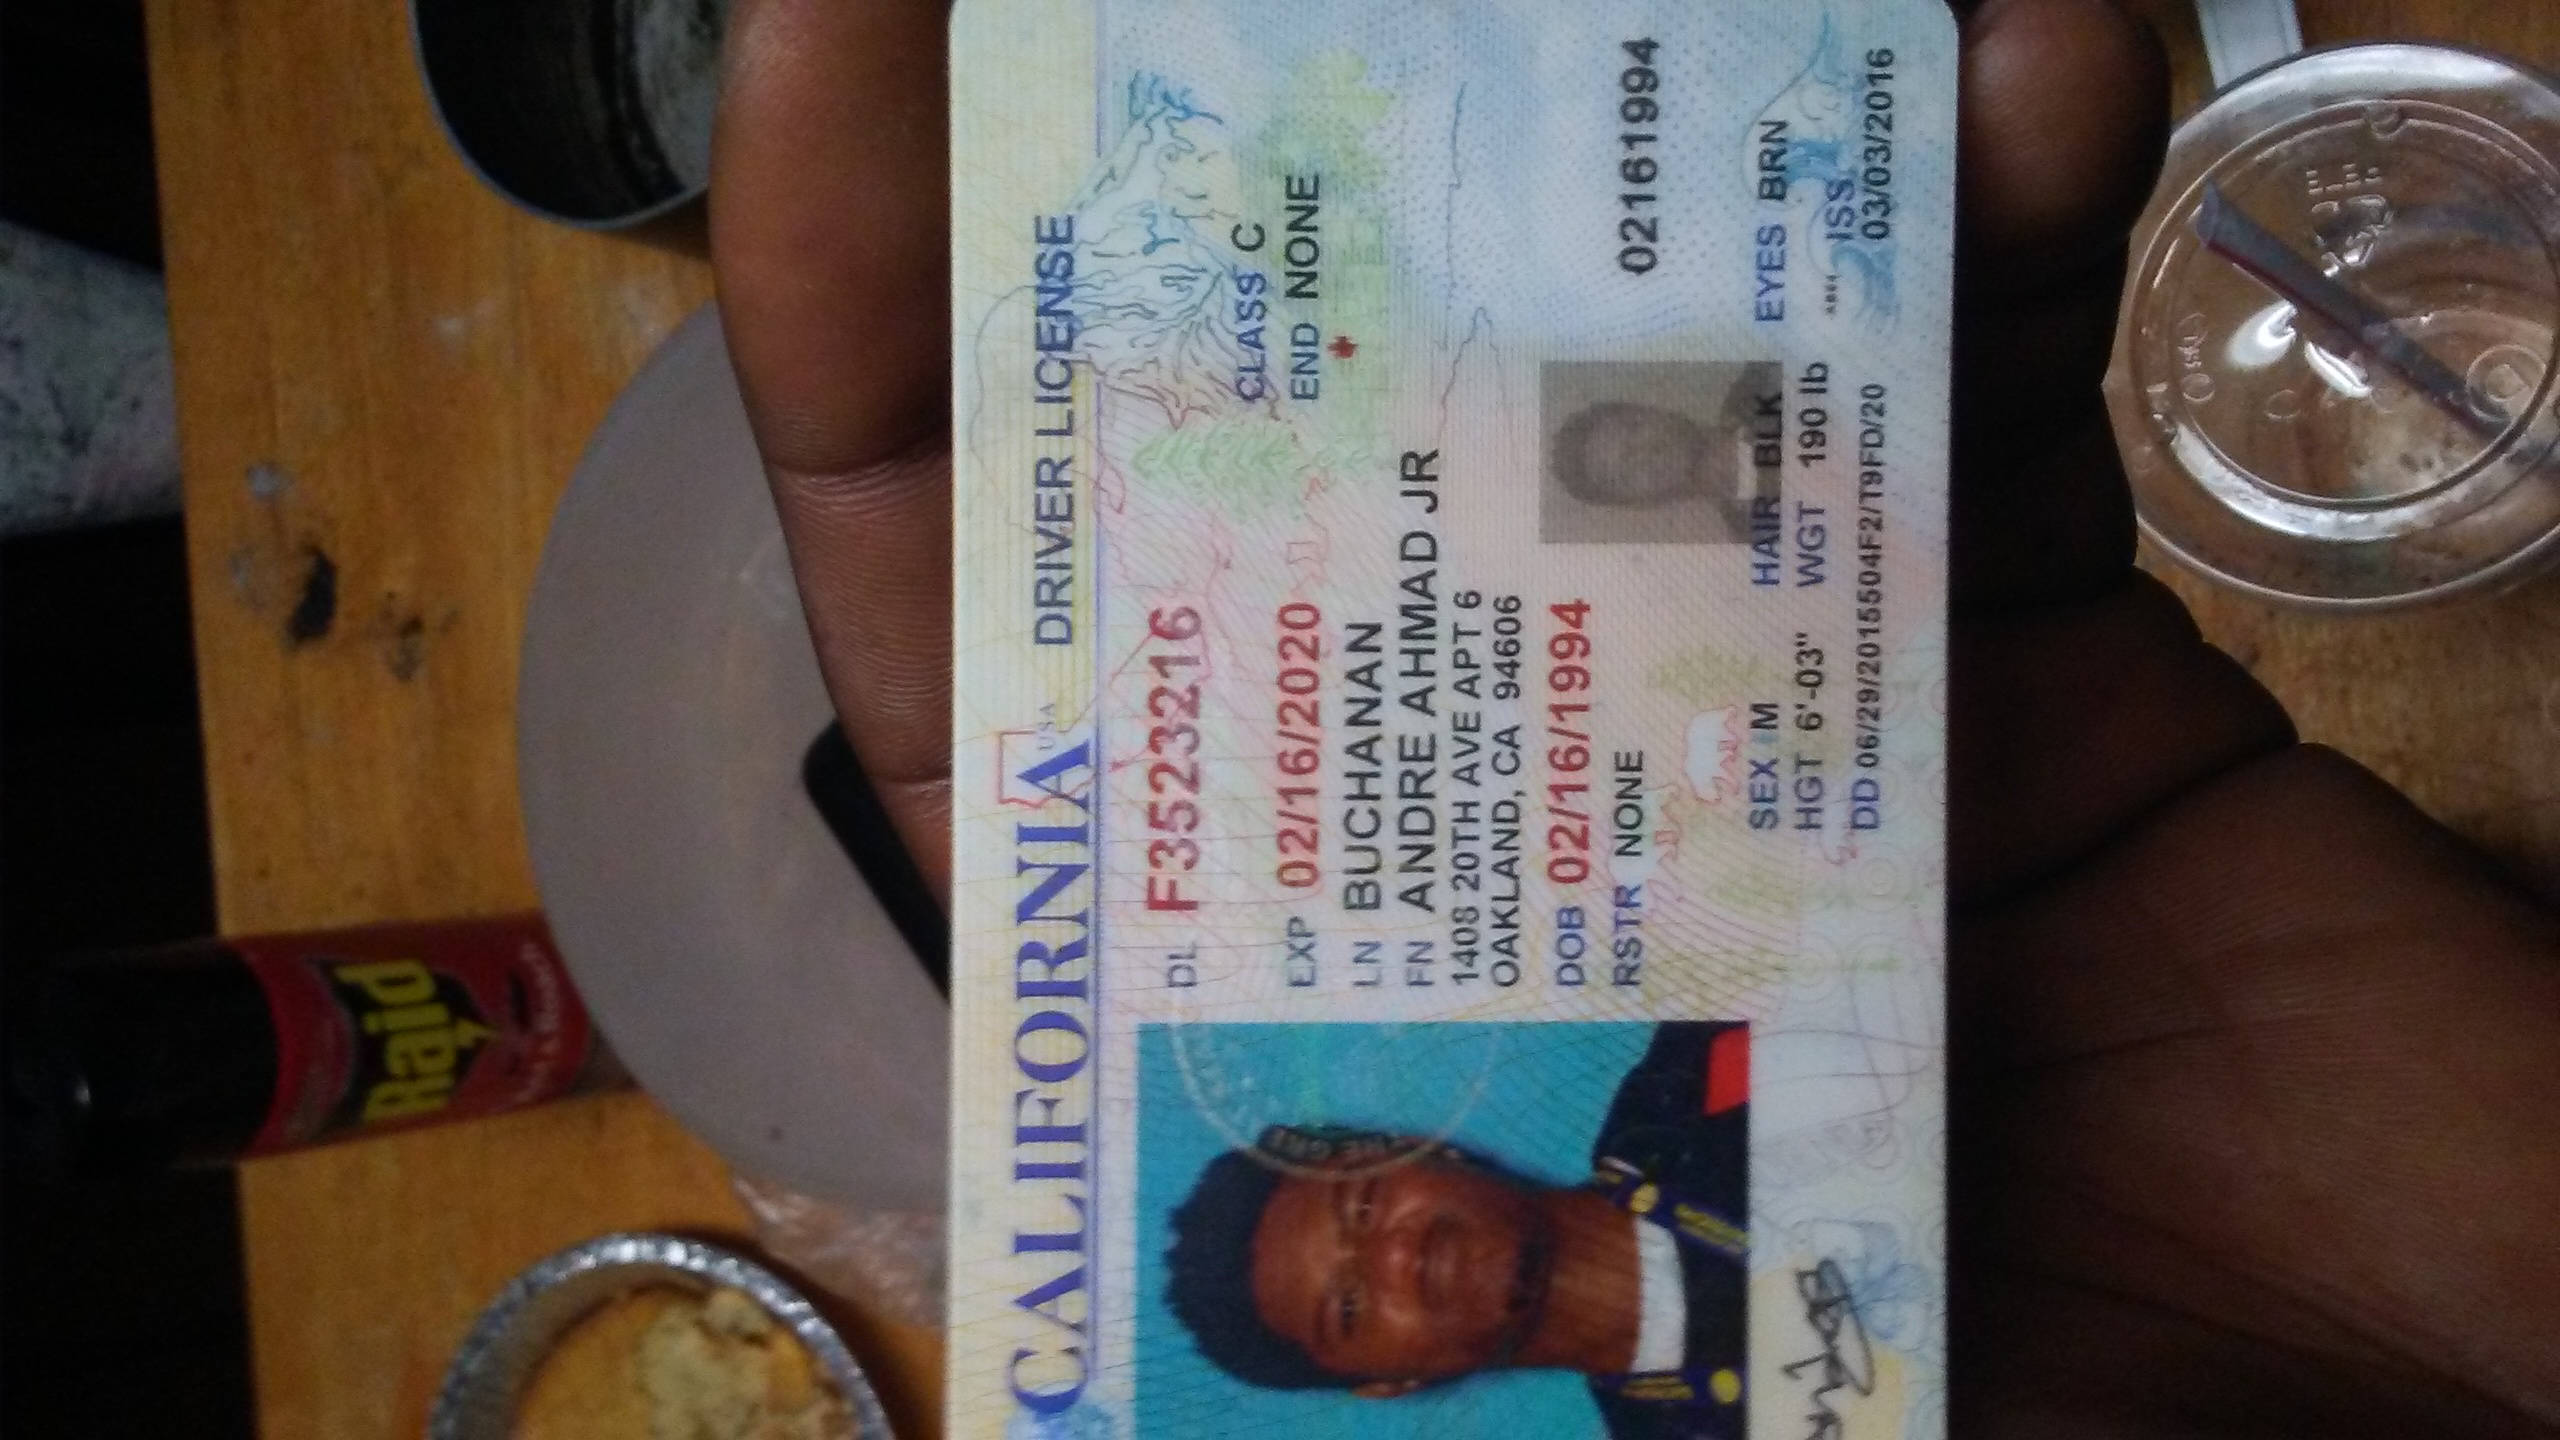 Raid
Ant & Roach
CALIFORNIA USA DRIVER LICENSE
DL F3523216
CLASS C
EXP 02/16/2020
END NONE
LN BUCHANAN
FN ANDRE AHMAD JR
1408 20TH AVE APT 6
OAKLAND, CA 94606
DOB 02/16/1994
RSTR NONE
02161994
SEX M HAIR BLK EYES BRN
HGT 6'-03" WGT 190 lb
ISS
DD 06/29/2015504F2/T9FD/20 03/03/2016